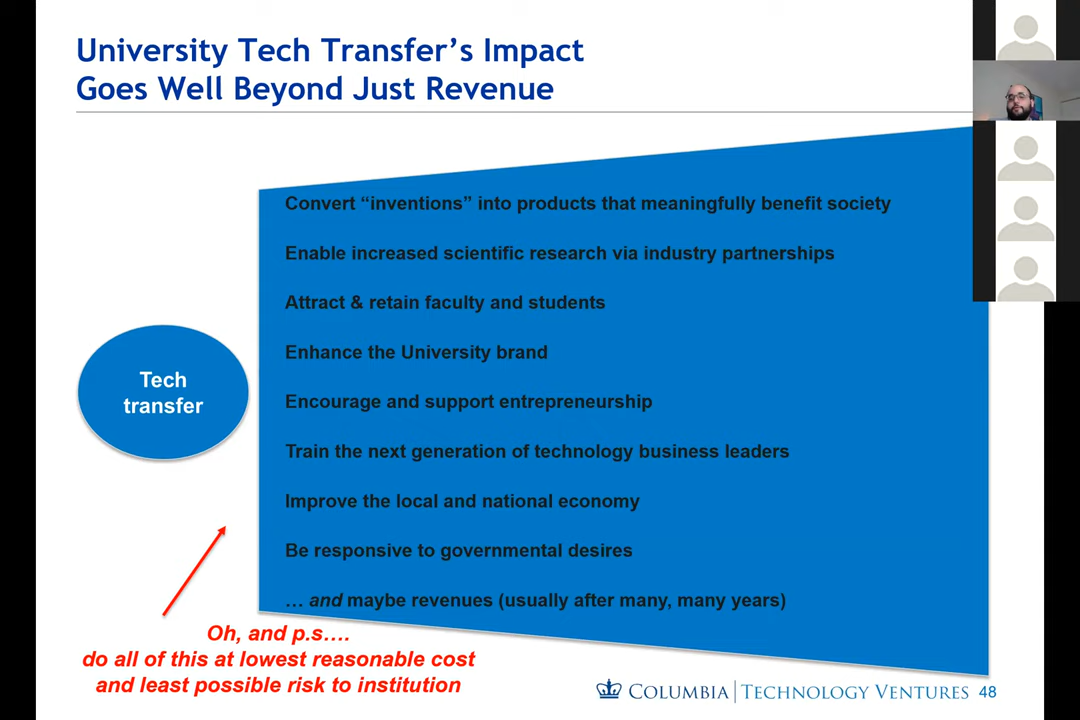 University Tech Transfer’s Impact
Goes Well Beyond Just Revenue
Convert “inventions” into products that meaningfully benefit society
Enable increased scientific research via industry partnerships
Attract & retain faculty and students
Enhance the University brand
Tech
transfer
Encourage and support entrepreneurship
Train the next generation of technology business leaders
Improve the local and national economy
Be responsive to governmental desires
… and maybe revenues (usually after many, many years)
Oh, and p.s….
do all of this at lowest reasonable cost
and least possible risk to institution
COLUMBIA | TECHNOLOGY VENTURES 48